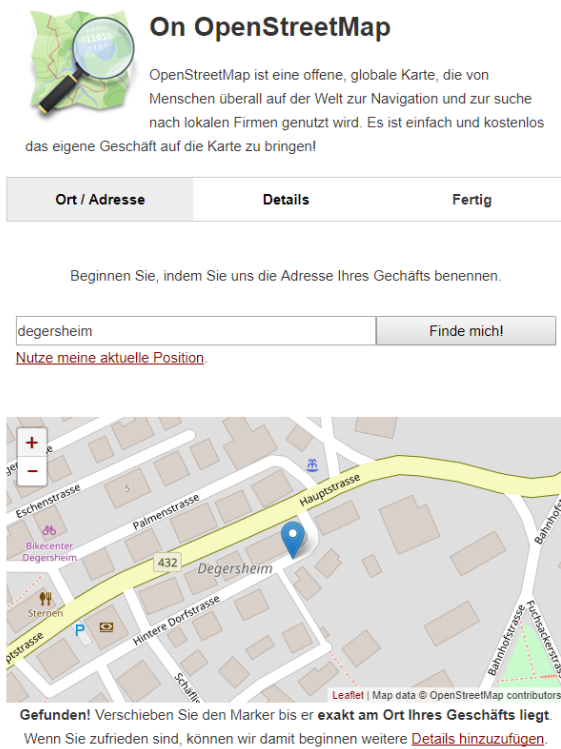 On OpenStreetMap
OpenStreetMap ist eine offene, globale Karte, die von
Menschen überall auf der Welt zur Navigation und zur suche
nach lokalen Firmen genutzt wird. Es ist einfach und kostenlos
das eigene Geschäft auf die Karte zu bringen!
Ort / Adresse
Details
Fertig
Beginnen Sie, indem Sie uns die Adresse Ihres Gechäfts benennen.
degersheim
Finde mich!
Nutze meine aktuelle Position.
+
−
Eschenstrasse
5
Palmenstrasse
Hauptstrasse
Bikecenter
Degersheim
432
Degersheim
Sternen
P
Hintere Dorfstrasse
Bahnhofstrasse
Fuchsackerstras
Leaflet | Map data © OpenStreetMap contributors
Gefunden! Verschieben Sie den Marker bis er exakt am Ort Ihres Geschäfts liegt.
Wenn Sie zufrieden sind, können wir damit beginnen weitere Details hinzuzufügen.